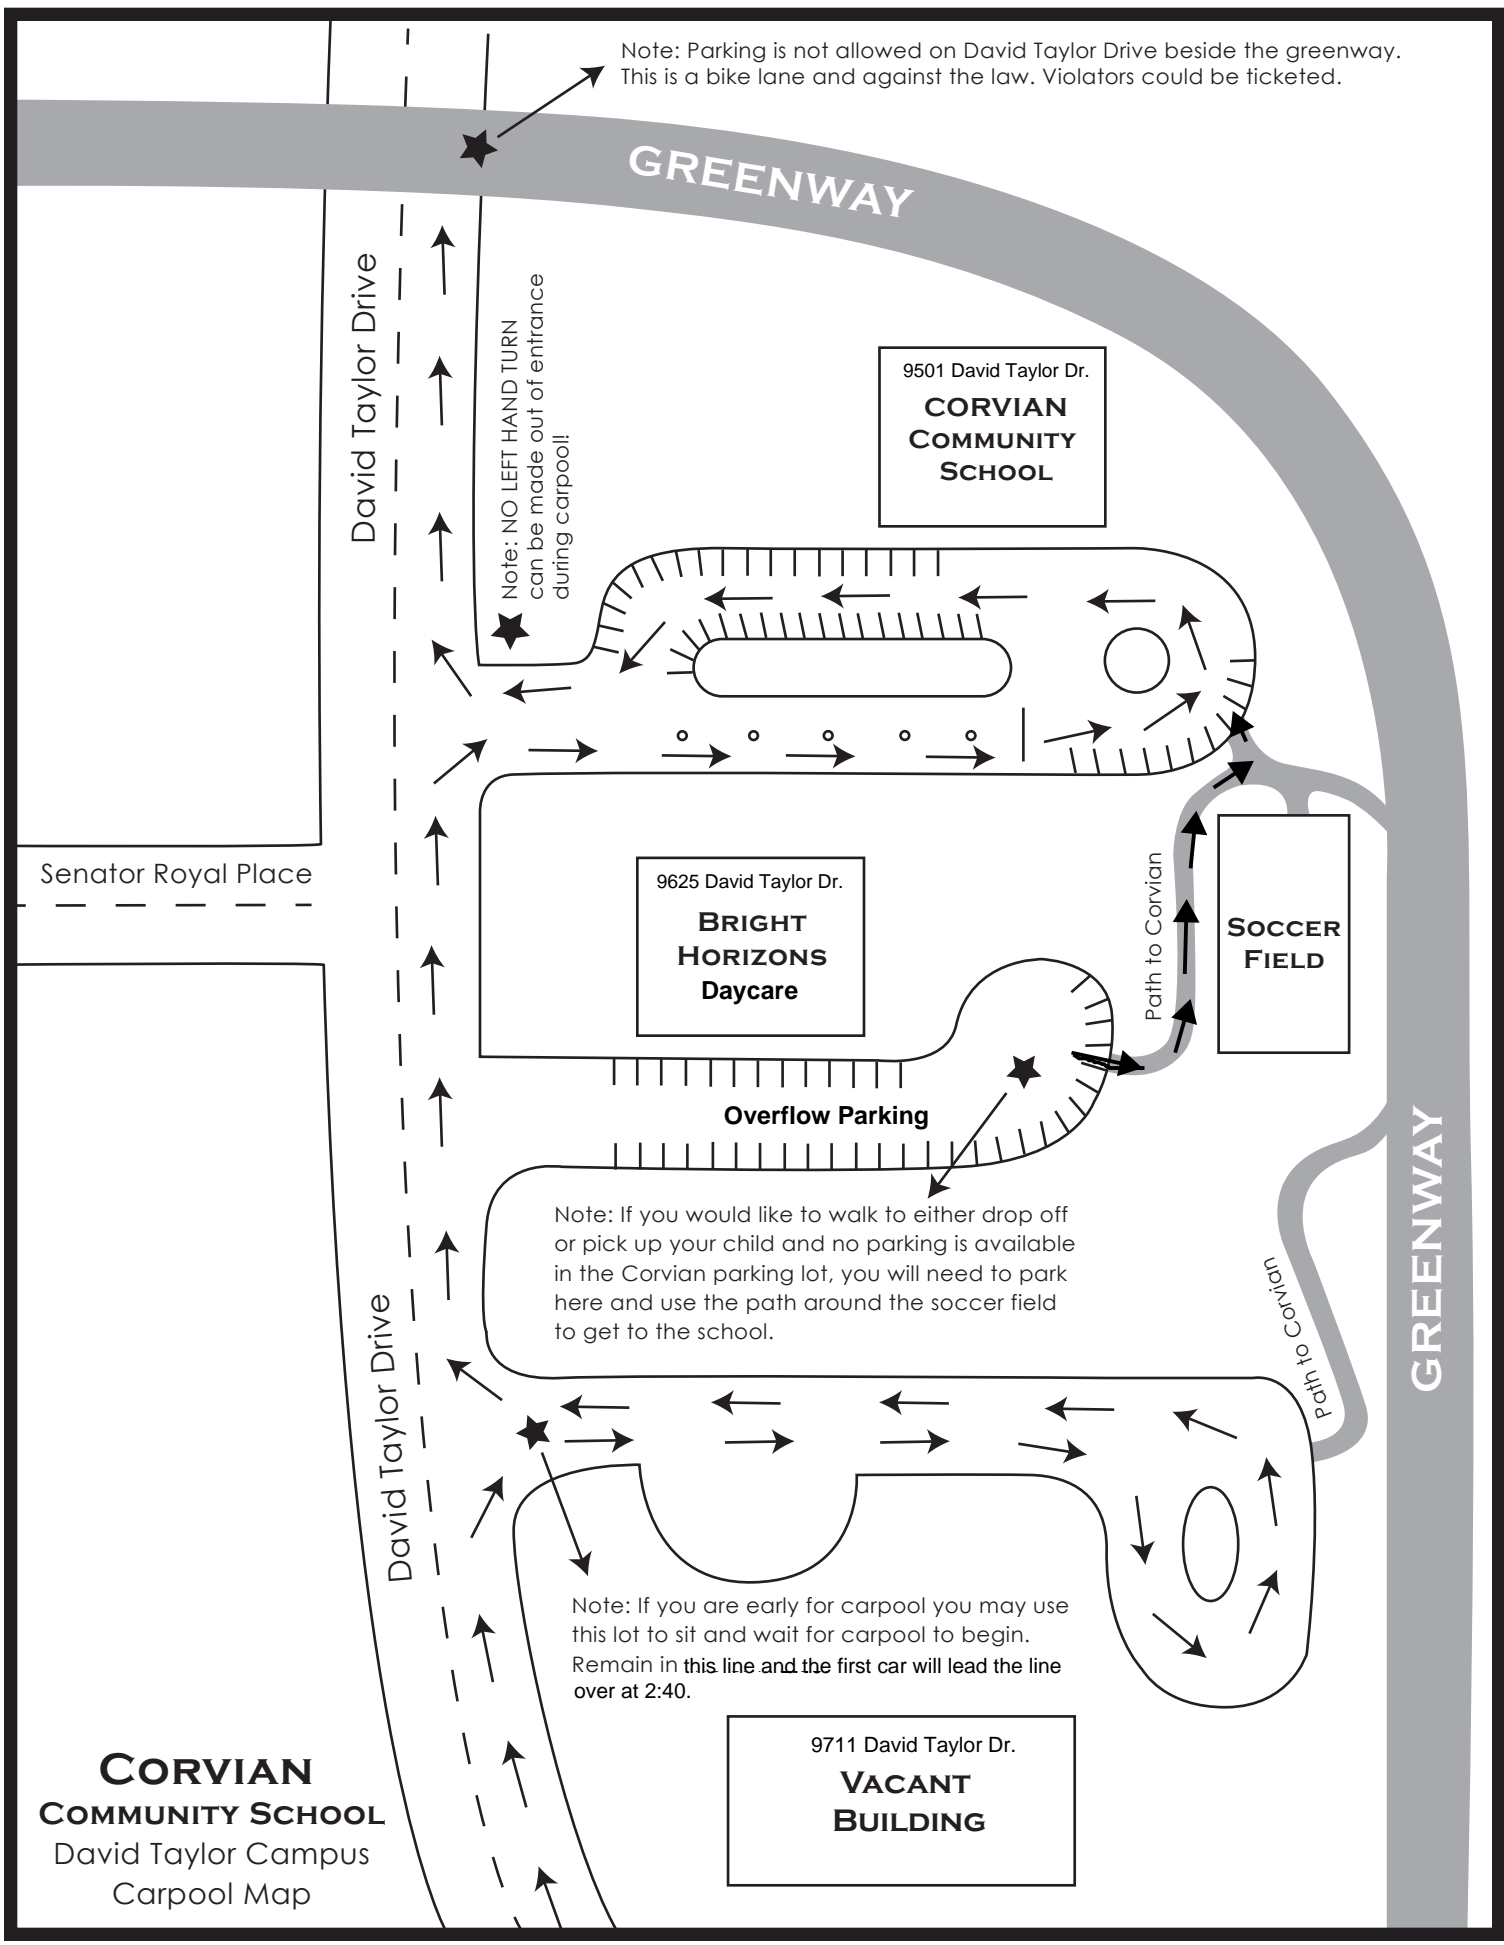 Note: Parking is not allowed on David Taylor Drive beside the greenway.
This is a bike lane and against the law. Violators could be ticketed.
GREENWAY
David Taylor Drive
Note: NO LEFT HAND TURN
can be made out of entrance
during carpool!
9501 David Taylor Dr.
CORVIAN
COMMUNITY
SCHOOL
Senator Royal Place
9625 David Taylor Dr.
BRIGHT
HORIZONS
Daycare
Path to Corvian
SOCCER
FIELD
Overflow Parking
GREENWAY
Note: If you would like to walk to either drop off
or pick up your child and no parking is available
in the Corvian parking lot, you will need to park
here and use the path around the soccer field
to get to the school.
Path to Corvian
David Taylor Drive
Note: If you are early for carpool you may use
this lot to sit and wait for carpool to begin.
Remain in this line and the first car will lead the line
over at 2:40.
9711 David Taylor Dr.
VACANT
BUILDING
CORVIAN
COMMUNITY SCHOOL
David Taylor Campus
Carpool Map